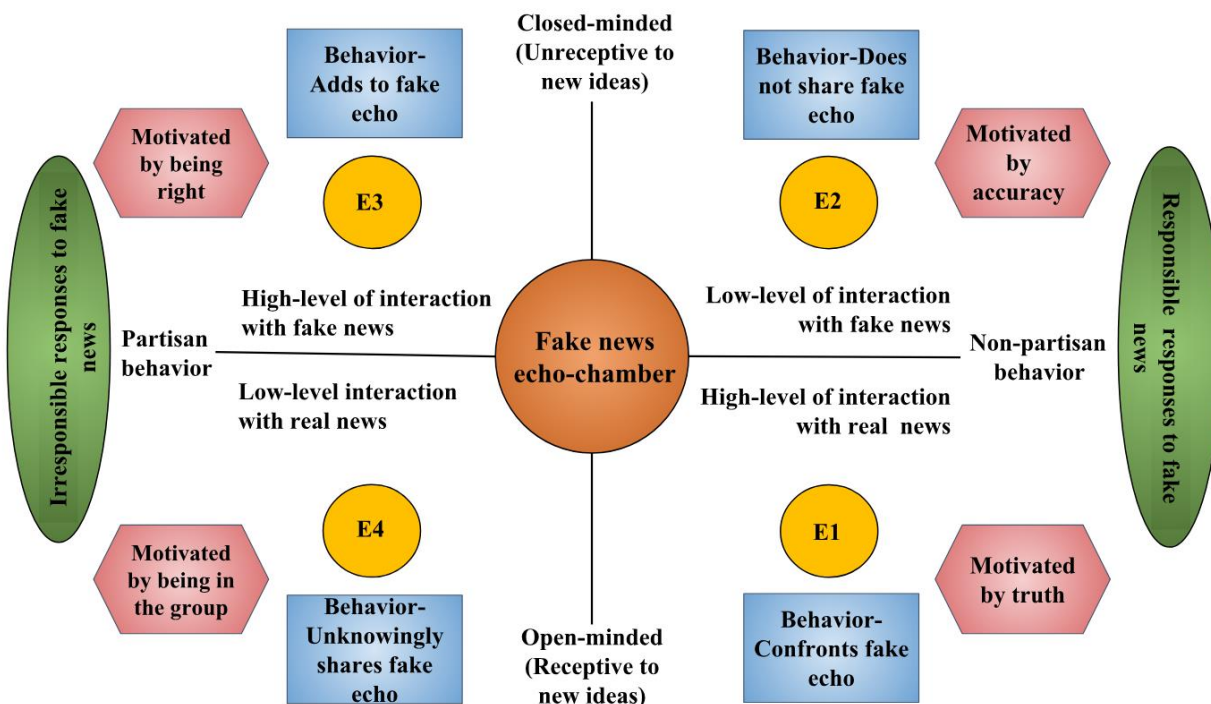 Closed-minded
(Unreceptive to
new ideas)
Behavior-
Adds to fake
echo
Behavior-Does
not share fake
echo
Motivated
by being
right
Motivated
by
accuracy
E3
E2
Irresponsible responses to fake
news
Responsible responses to fake
news
High-level of interaction
with fake news
Low-level of interaction
with fake news
Partisan
behavior
Fake news
echo-chamber
Non-partisan
behavior
Low-level interaction
with real news
High-level of interaction
with real news
E4
E1
Motivated
by being in
the group
Motivated
by truth
Behavior-
Unknowingly
shares fake
echo
Behavior-
Confronts fake
echo
Open-minded
(Receptive to
new ideas)